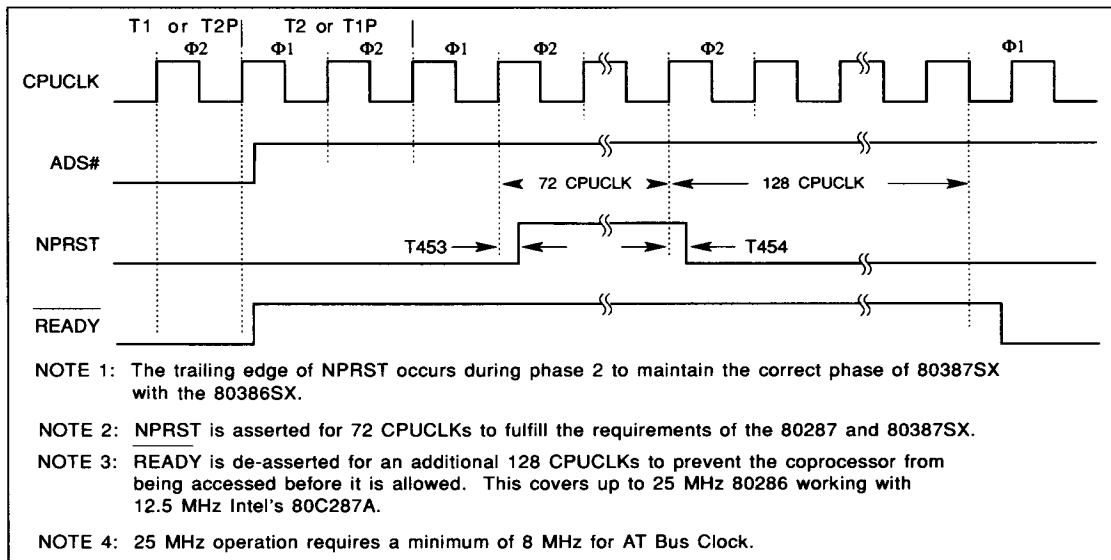 T1 or T2P T2 or T1P
Φ2 Φ1 Φ2 Φ1 Φ2 Φ2 Φ1
CPUCLK
ADS#
72 CPUCLK 128 CPUCLK
NPRST
T453 T454
READY
NOTE 1: The trailing edge of NPRST occurs during phase 2 to maintain the correct phase of 80387SX
with the 80386SX.
NOTE 2: NPRST is asserted for 72 CPUCLKs to fulfill the requirements of the 80287 and 80387SX.
NOTE 3: READY is de-asserted for an additional 128 CPUCLKs to prevent the coprocessor from
being accessed before it is allowed. This covers up to 25 MHz 80286 working with
12.5 MHz Intel's 80C287A.
NOTE 4: 25 MHz operation requires a minimum of 8 MHz for AT Bus Clock.